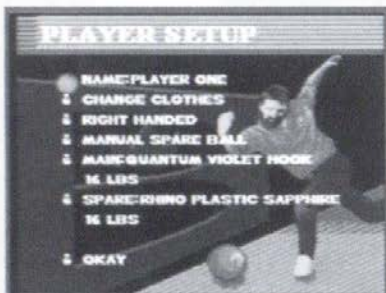 PLAYER SETUP
NAME:PLAYER ONE
CHANGE CLOTHES
RIGHT HANDED
MANUAL SPARE BALL
MAIN:QUANTUM VIOLET HOOK
16 LBS
SPARE:RHINO PLASTIC SAPPHIRE
16 LBS
OKAY